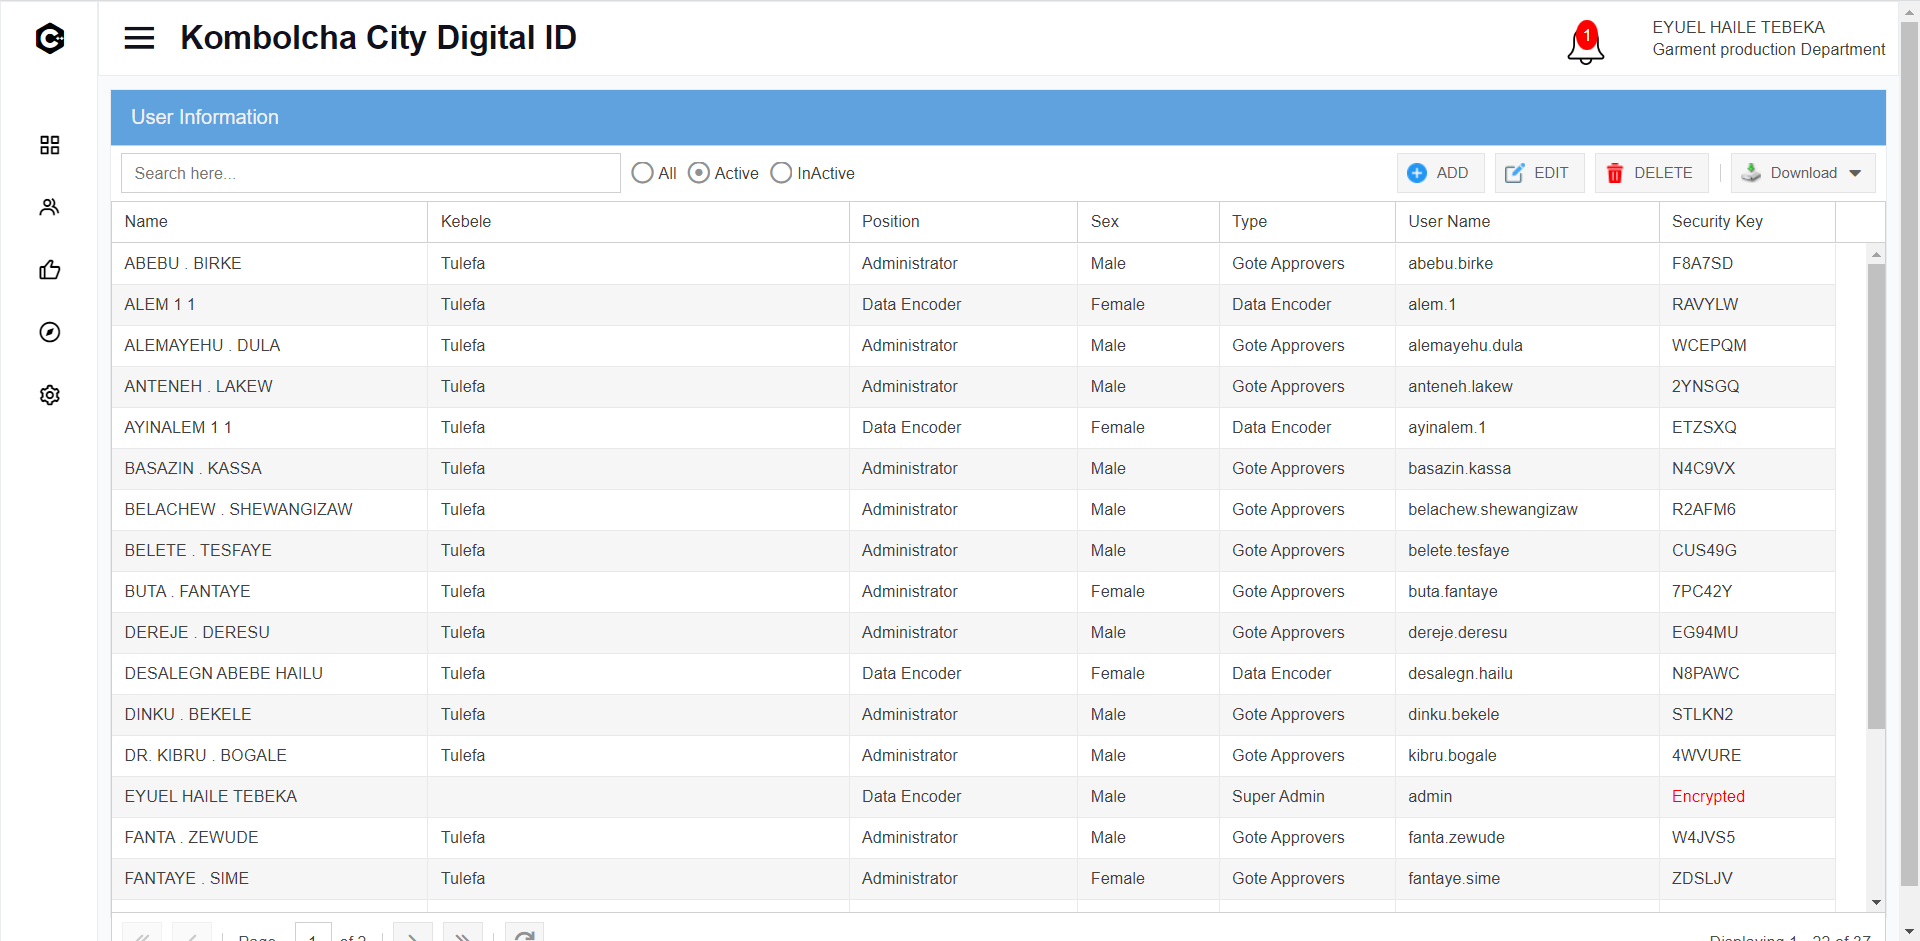 Kombolcha City Digital ID
1
EYUEL HAILE TEBEKA
Garment production Department
User Information
Search here... All Active InActive ADD EDIT DELETE Download
Name Kebele Position Sex Type User Name Security Key
ABEBU . BIRKE Tulefa Administrator Male Gote Approvers abebu.birke F8A7SD
ALEM 1 1 Tulefa Data Encoder Female Data Encoder alem.1 RAVYLW
ALEMAYEHU . DULA Tulefa Administrator Male Gote Approvers alemayehu.dula WCEPQM
ANTENEH . LAKEW Tulefa Administrator Male Gote Approvers anteneh.lakew 2YNSGQ
AYINALEM 1 1 Tulefa Data Encoder Female Data Encoder ayinalem.1 ETZSXQ
BASAZIN . KASSA Tulefa Administrator Male Gote Approvers basazin.kassa N4C9VX
BELACHEW . SHEWANGIZAW Tulefa Administrator Male Gote Approvers belachew.shewangizaw R2AFM6
BELETE . TESFAYE Tulefa Administrator Male Gote Approvers belete.tesfaye CUS49G
BUTA . FANTAYE Tulefa Administrator Female Gote Approvers buta.fantaye 7PC42Y
DEREJE . DERESU Tulefa Administrator Male Gote Approvers dereje.deresu EG94MU
DESALEGN ABEBE HAILU Tulefa Data Encoder Female Data Encoder desalegn.hailu N8PAWC
DINKU . BEKELE Tulefa Administrator Male Gote Approvers dinku.bekele STLKN2
DR. KIBRU . BOGALE Tulefa Administrator Male Gote Approvers kibru.bogale 4WVURE
EYUEL HAILE TEBEKA Data Encoder Male Super Admin admin Encrypted
FANTA . ZEWUDE Tulefa Administrator Male Gote Approvers fanta.zewude W4JVS5
FANTAYE . SIME Tulefa Administrator Female Gote Approvers fantaye.sime ZDSLJV
Page 1 of 2 Displaying 1